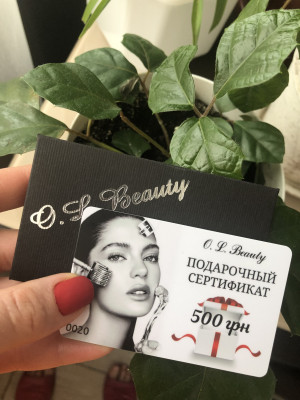 O. L. Beauty
O. L. Beauty
ПОДАРОЧНЫЙ
СЕРТИФИКАТ
500 грн
0020